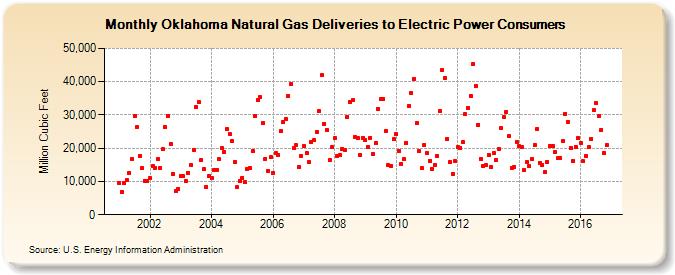 Monthly Oklahoma Natural Gas Deliveries to Electric Power Consumers
Million Cubic Feet
50,000
40,000
30,000
20,000
10,000
0
2002 2004 2006 2008 2010 2012 2014 2016
Source: U.S. Energy Information Administration